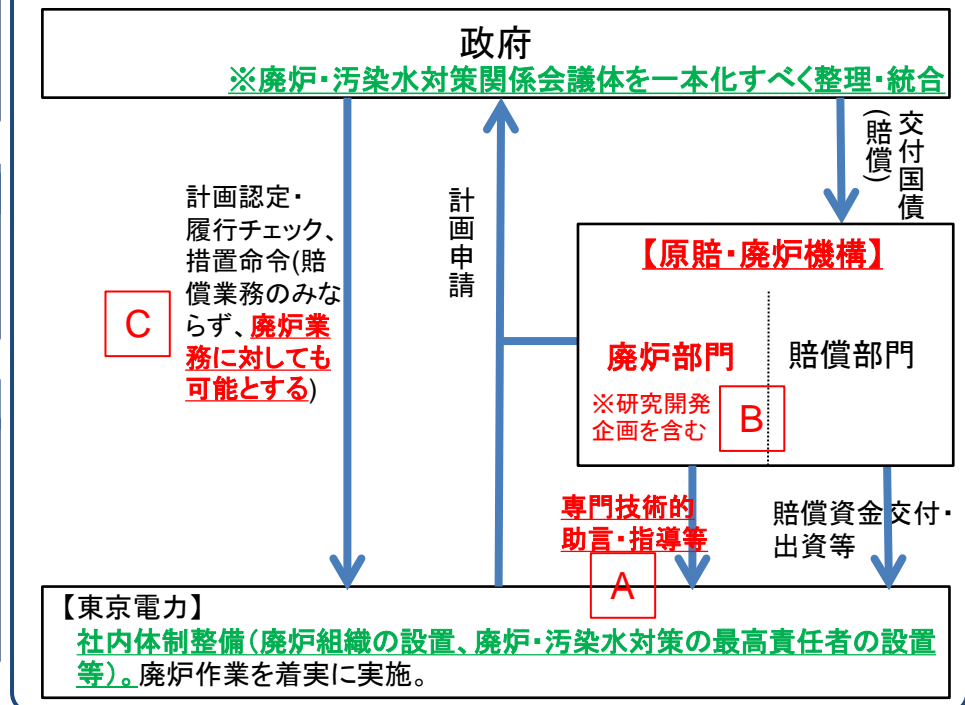 政府
※廃炉・汚染水対策関係会議体を一本化すべく整理・統合
計画認定・
履行チェック、
措置命令(賠
償業務のみな
らず、廃炉業
務に対しても
可能とする)
C
計画申請
交付国債
(賠償)
【原賠・廃炉機構】
廃炉部門
※研究開発
企画を含む
B
賠償部門
専門技術的
助言・指導等
A
賠償資金交付・
出資等
【東京電力】
社内体制整備(廃炉組織の設置、廃炉・汚染水対策の最高責任者の設置
等)。廃炉作業を着実に実施。